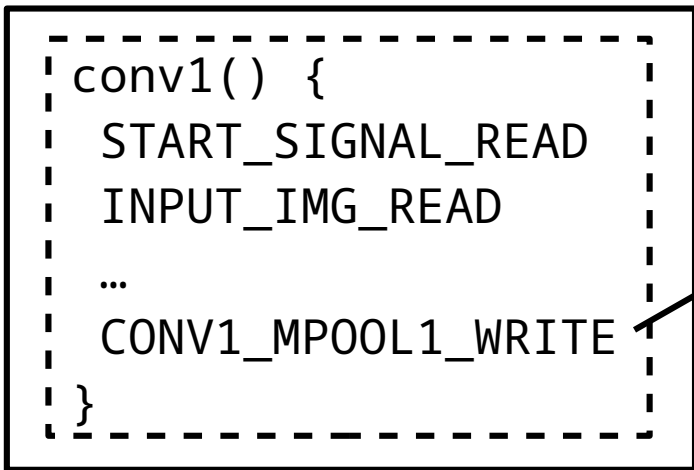 conv1() {
START_SIGNAL_READ
INPUT_IMG_READ
…
CONV1_MPOOL1_WRITE
}